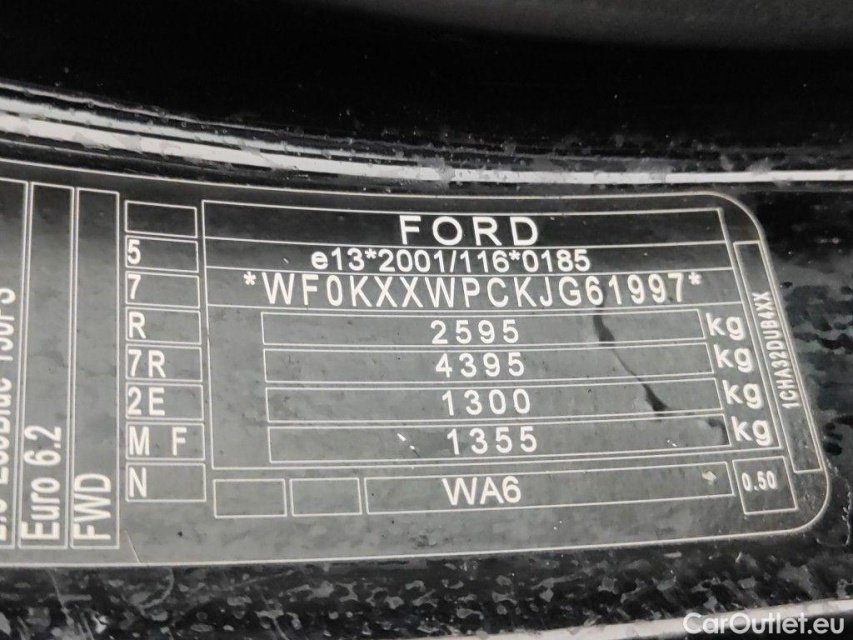 FORD
5
e13*2001/116*0185
7
*WF0KXXWPCKJG61997*
R
2595 kg
7R
4395 kg
2E
1300 kg
M F
1355 kg
N
WA6
0.50
1CHA32DUB4XX
Euro 6.2
FWD
CarOutlet.eu